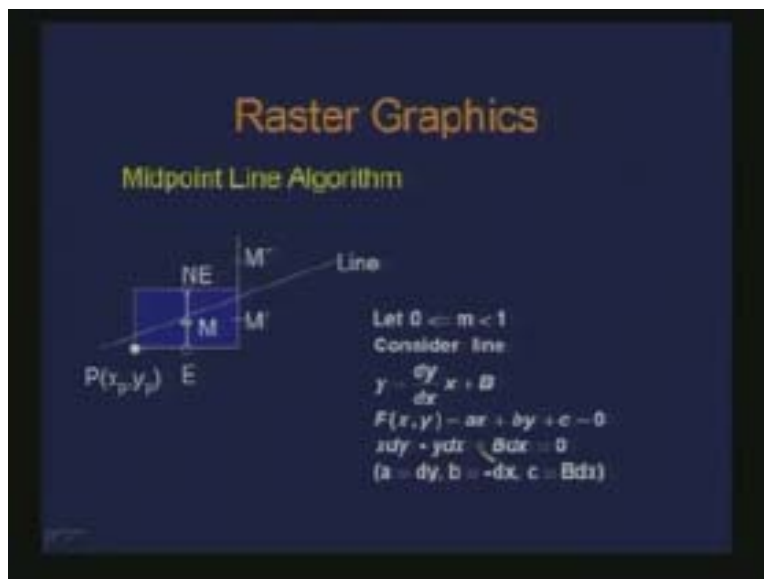 Raster Graphics
Midpoint Line Algorithm
M"
Line
NE
M M'
P(xp,yp) E
Let 0 <= m < 1
Consider line
y = dy/dx x + B
F(x,y) = ax + by + c = 0
xdy - ydx + Bdx = 0
(a = dy, b = -dx, c = Bdx)